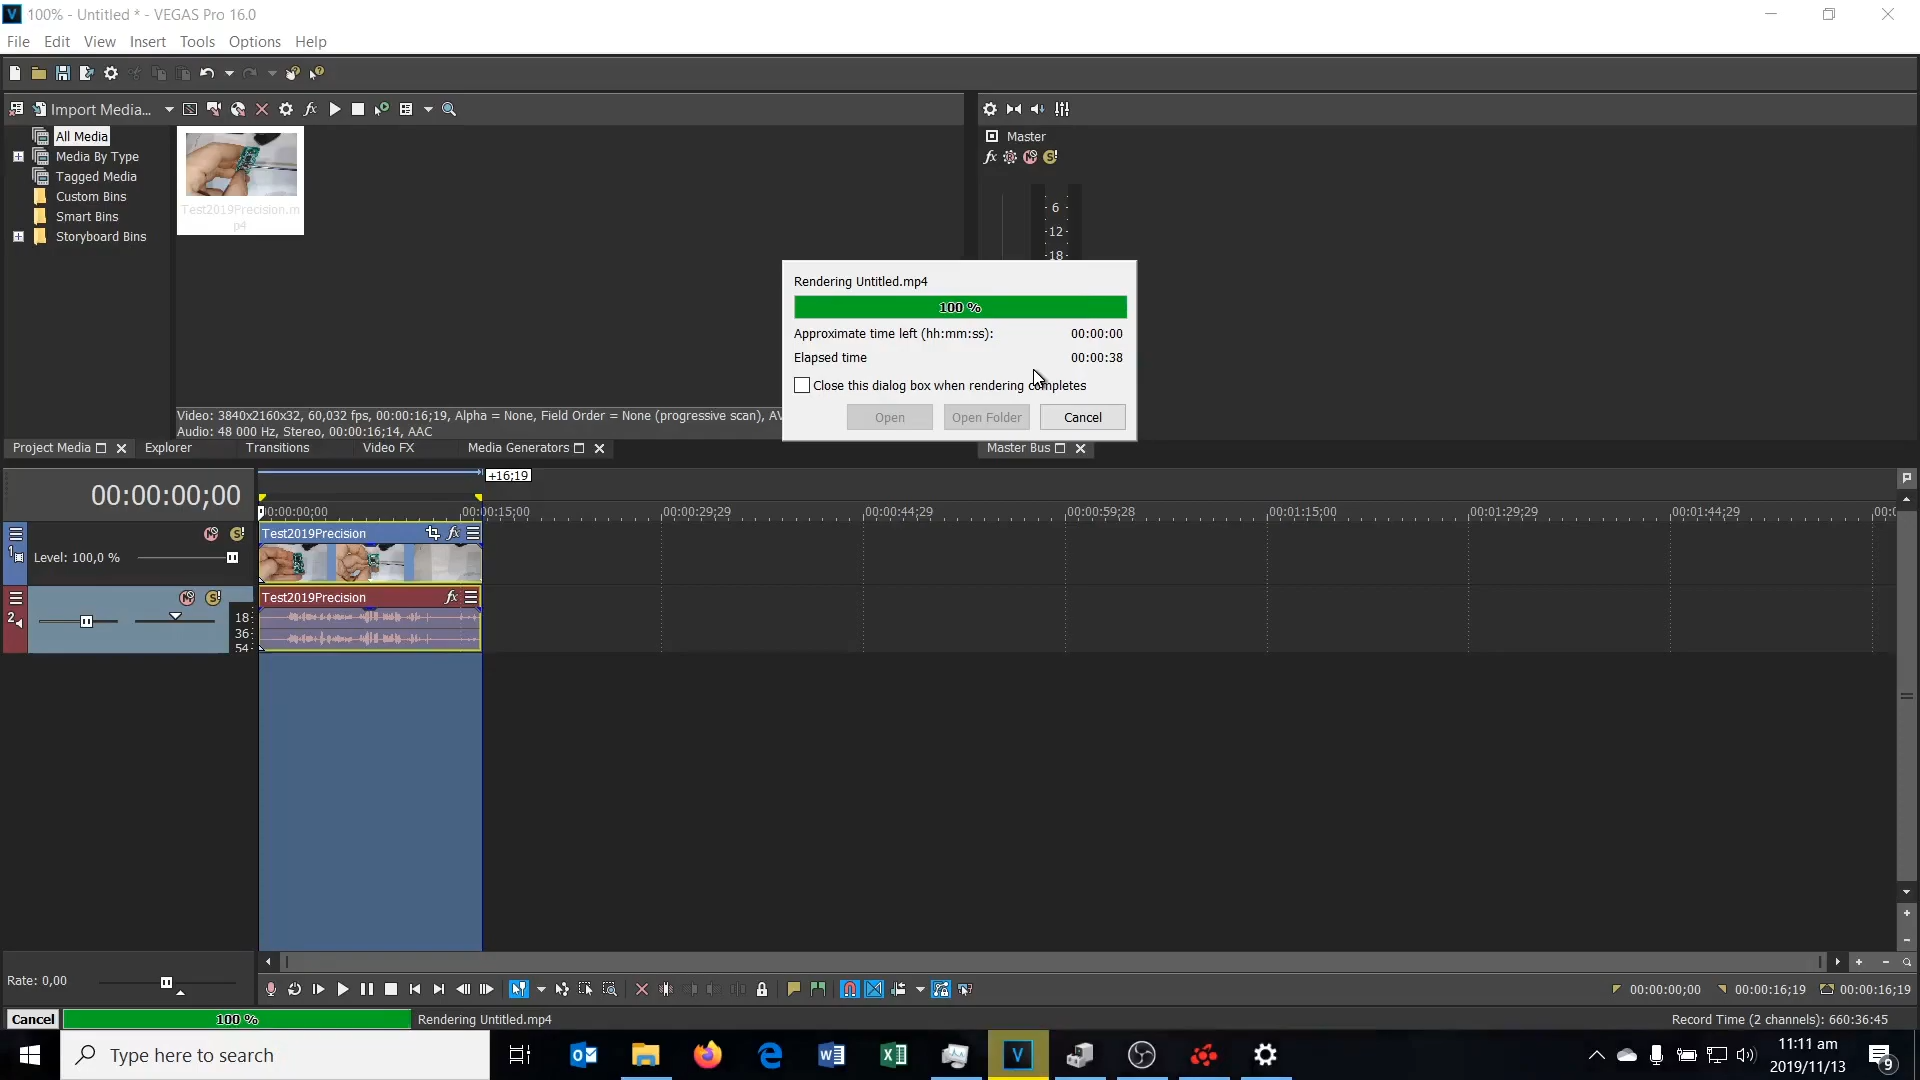 100% - Untitled * - VEGAS Pro 16.0
File Edit View Insert Tools Options Help
Import Media...
All Media
Media By Type
Tagged Media
Custom Bins
Smart Bins
Storyboard Bins
Test2019Precision.m
p4
Master
6
-12-
-18-
Rendering Untitled.mp4
100 %
Approximate time left (hh:mm:ss): 00:00:00
Elapsed time 00:00:38
Close this dialog box when rendering completes
Open Open Folder Cancel
Video: 3840x2160x32, 60,032 fps, 00:00:16;19, Alpha = None, Field Order = None (progressive scan), AV
Audio: 48 000 Hz, Stereo, 00:00:16;14, AAC
Project Media Explorer Transitions Video FX Media Generators Master Bus
00:00:00;00
+16;19
00:00:00;00 00:00:15;00 00:00:29;29 00:00:44;29 00:00:59;28 00:01:15;00 00:01:29;29 00:01:44;29 00:0
Test2019Precision
1
Level: 100,0 %
Test2019Precision
2
18
36
54
Rate: 0,00
00:00:00;00 00:00:16;19 00:00:16;19
Cancel 100 % Rendering Untitled.mp4
Record Time (2 channels): 660:36:45
Type here to search
11:11 am
2019/11/13
9